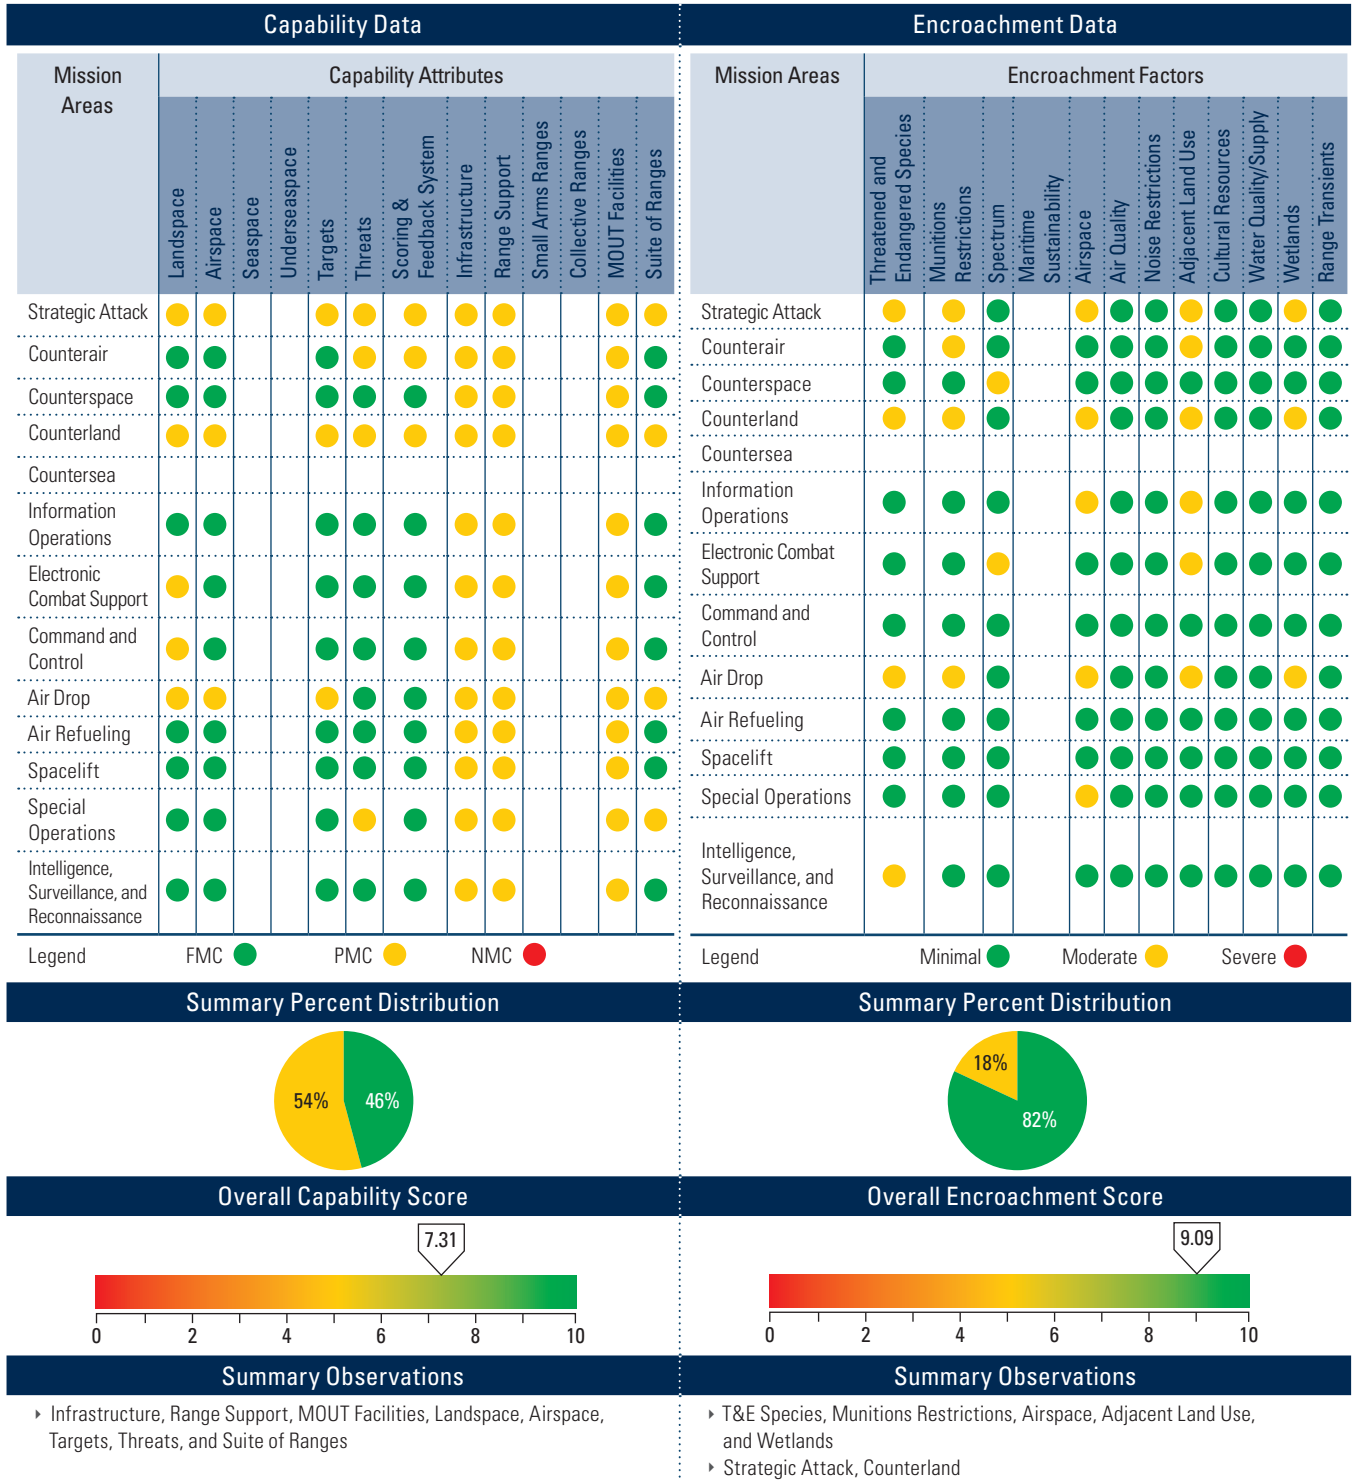 Capability Data
Mission
Areas
Capability Attributes
Landspace
Airspace
Seaspace
Underseaspace
Targets
Threats
Scoring &
Feedback System
Infrastructure
Range Support
Small Arms Ranges
Collective Ranges
MOUT Facilities
Suite of Ranges
Strategic Attack
Counterair
Counterspace
Counterland
Countersea
Information
Operations
Electronic
Combat Support
Command and
Control
Air Drop
Air Refueling
Spacelift
Special
Operations
Intelligence,
Surveillance, and
Reconnaissance
Legend FMC PMC NMC
Summary Percent Distribution
54% 46%
Overall Capability Score
7.31
0 2 4 6 8 10
Summary Observations
‣ Infrastructure, Range Support, MOUT Facilities, Landspace, Airspace,
Targets, Threats, and Suite of Ranges
Encroachment Data
Mission Areas
Encroachment Factors
Threatened and
Endangered Species
Munitions
Restrictions
Spectrum
Maritime
Sustainability
Airspace
Air Quality
Noise Restrictions
Adjacent Land Use
Cultural Resources
Water Quality/Supply
Wetlands
Range Transients
Strategic Attack
Counterair
Counterspace
Counterland
Countersea
Information
Operations
Electronic Combat
Support
Command and
Control
Air Drop
Air Refueling
Spacelift
Special Operations
Intelligence,
Surveillance, and
Reconnaissance
Legend Minimal Moderate Severe
Summary Percent Distribution
18%
82%
Overall Encroachment Score
9.09
0 2 4 6 8 10
Summary Observations
‣ T&E Species, Munitions Restrictions, Airspace, Adjacent Land Use,
and Wetlands
‣ Strategic Attack, Counterland